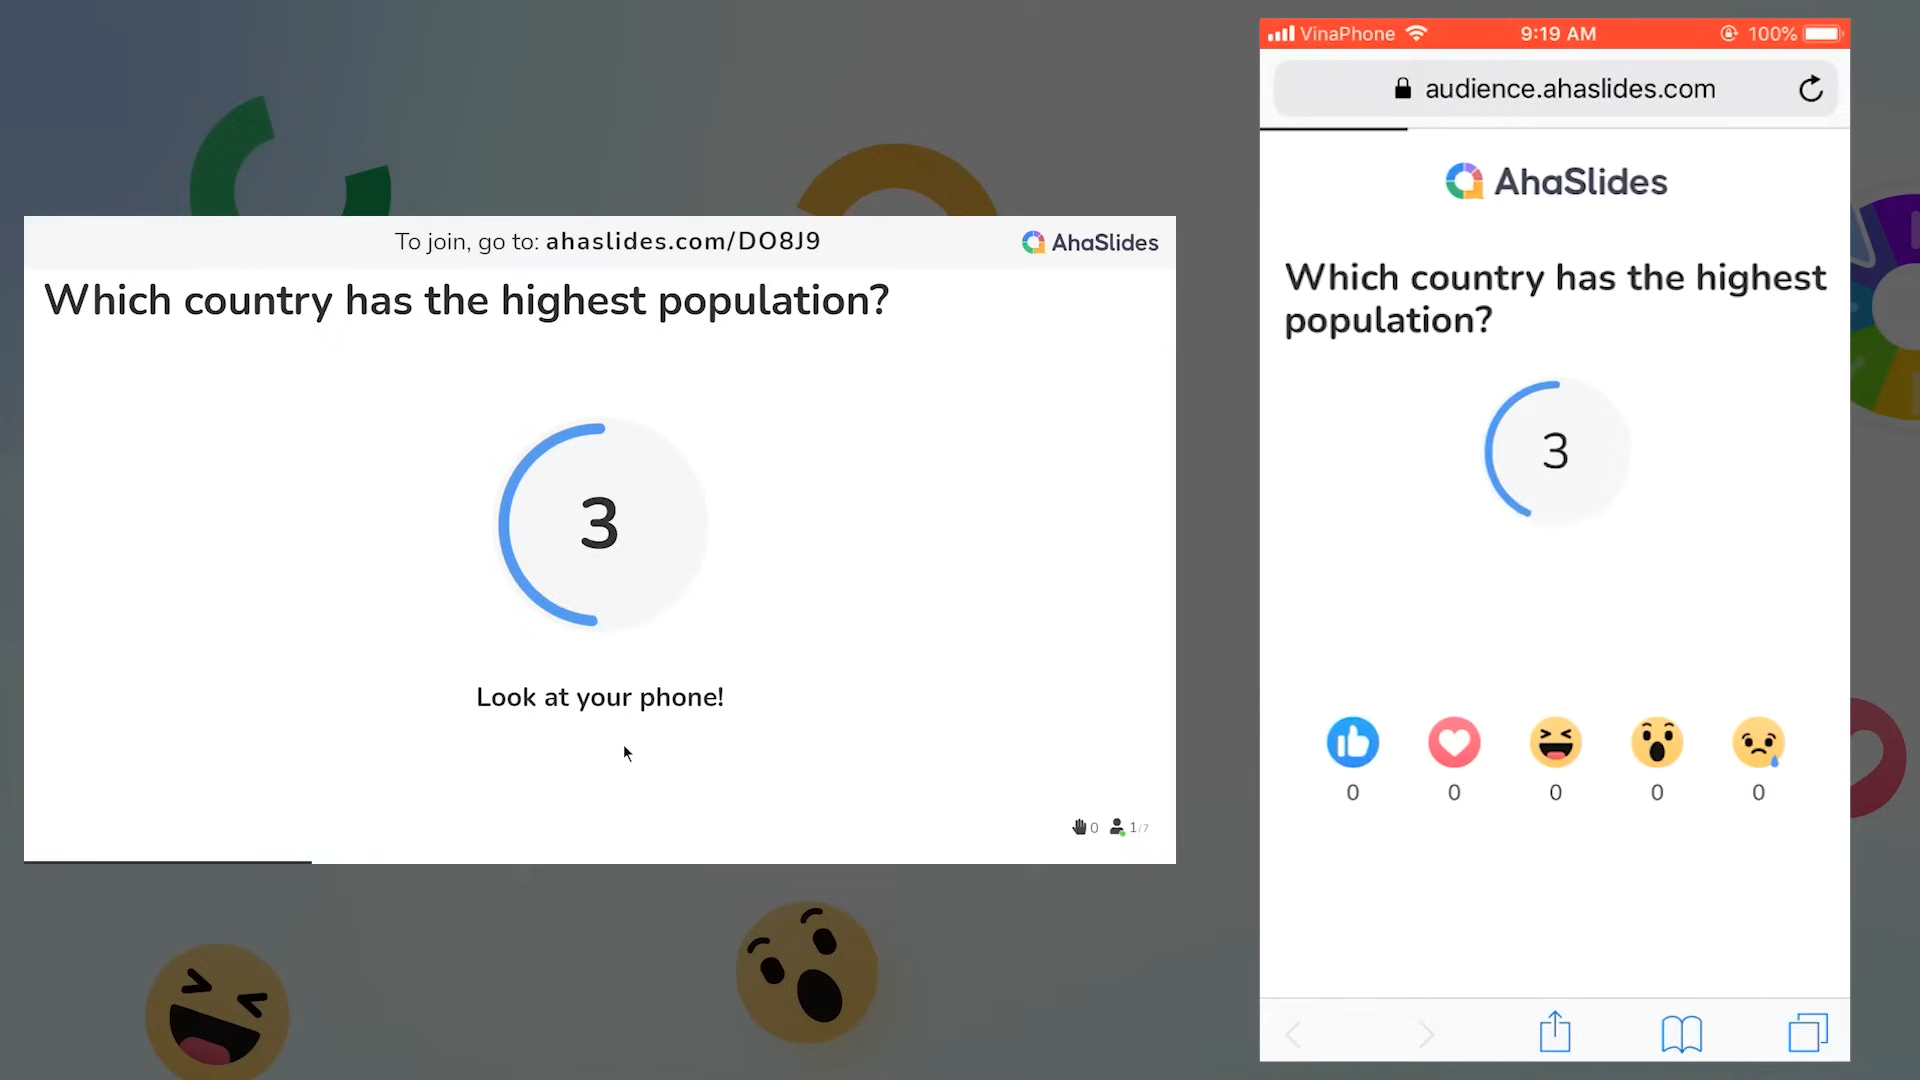 To join, go to: ahaslides.com/DO8J9
AhaSlides
Which country has the highest population?
3
Look at your phone!
0
1/7
VinaPhone
9:19 AM
100%
audience.ahaslides.com
AhaSlides
Which country has the highest
population?
3
0 0 0 0 0